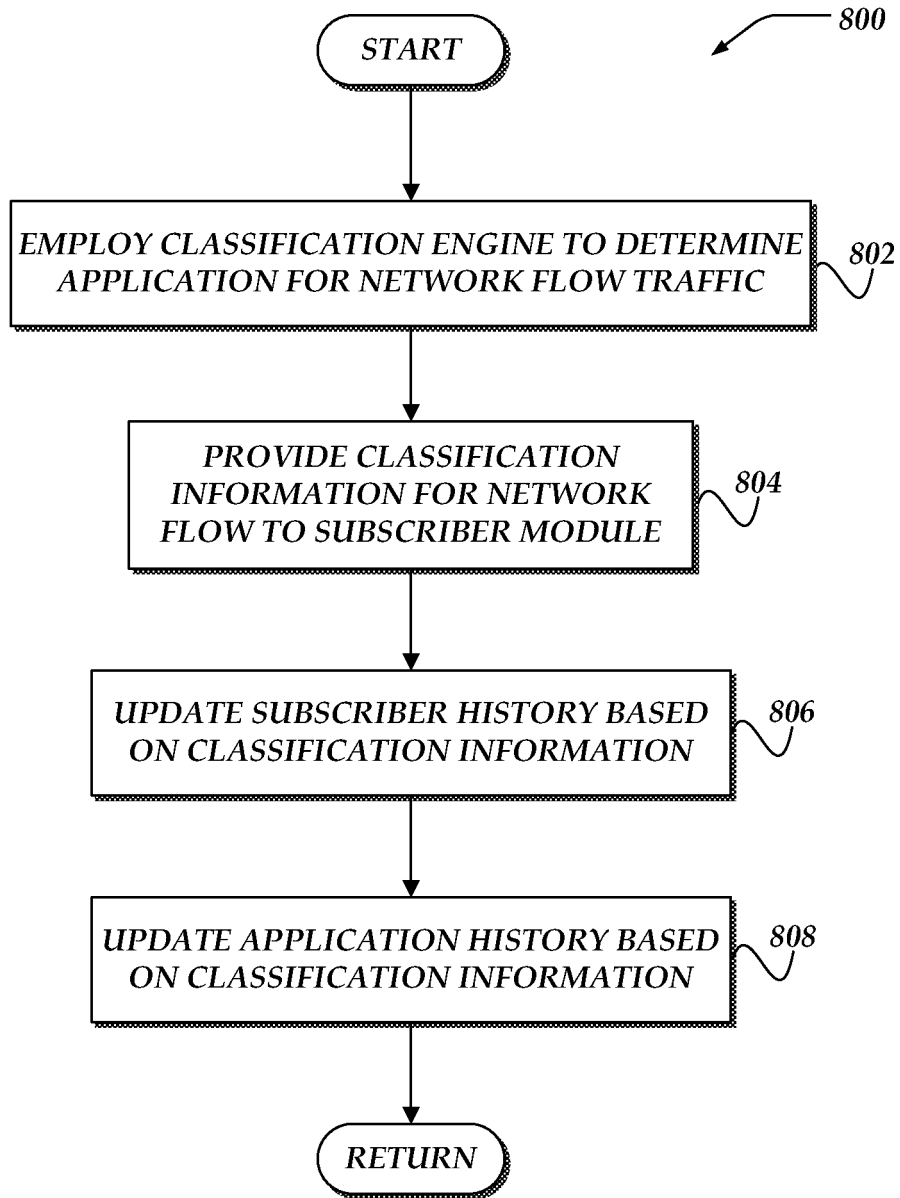 800
START
EMPLOY CLASSIFICATION ENGINE TO DETERMINE
APPLICATION FOR NETWORK FLOW TRAFFIC
802
PROVIDE CLASSIFICATION
INFORMATION FOR NETWORK
FLOW TO SUBSCRIBER MODULE
804
UPDATE SUBSCRIBER HISTORY BASED
ON CLASSIFICATION INFORMATION
806
UPDATE APPLICATION HISTORY BASED
ON CLASSIFICATION INFORMATION
808
RETURN